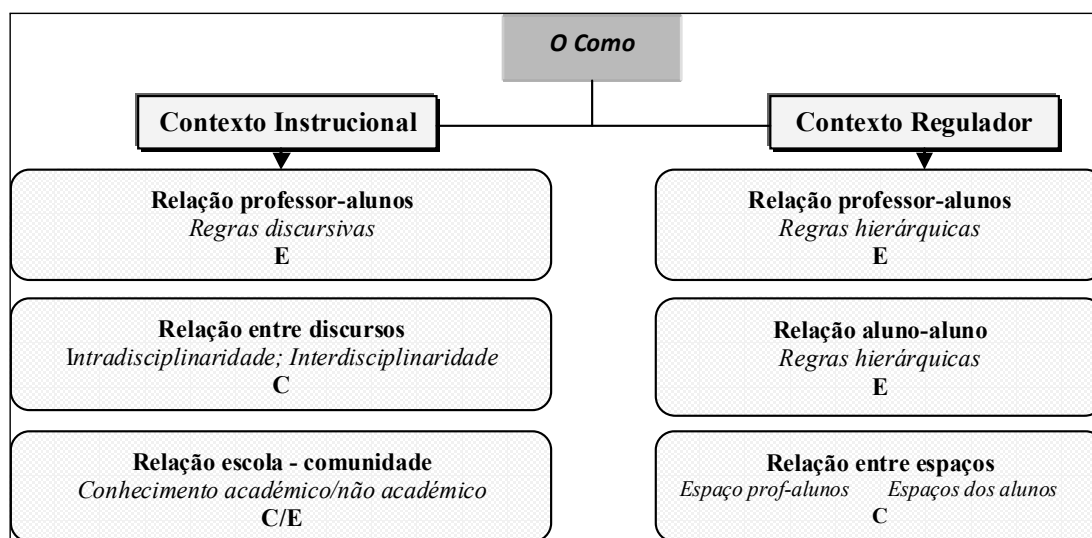 O Como
Contexto Instrucional
Contexto Regulador
Relação professor-alunos
Regras discursivas
E
Relação professor-alunos
Regras hierárquicas
E
Relação entre discursos
Intradisciplinaridade; Interdisciplinaridade
C
Relação aluno-aluno
Regras hierárquicas
E
Relação escola - comunidade
Conhecimento académico/não académico
C/E
Relação entre espaços
Espaço prof-alunos Espaços dos alunos
C